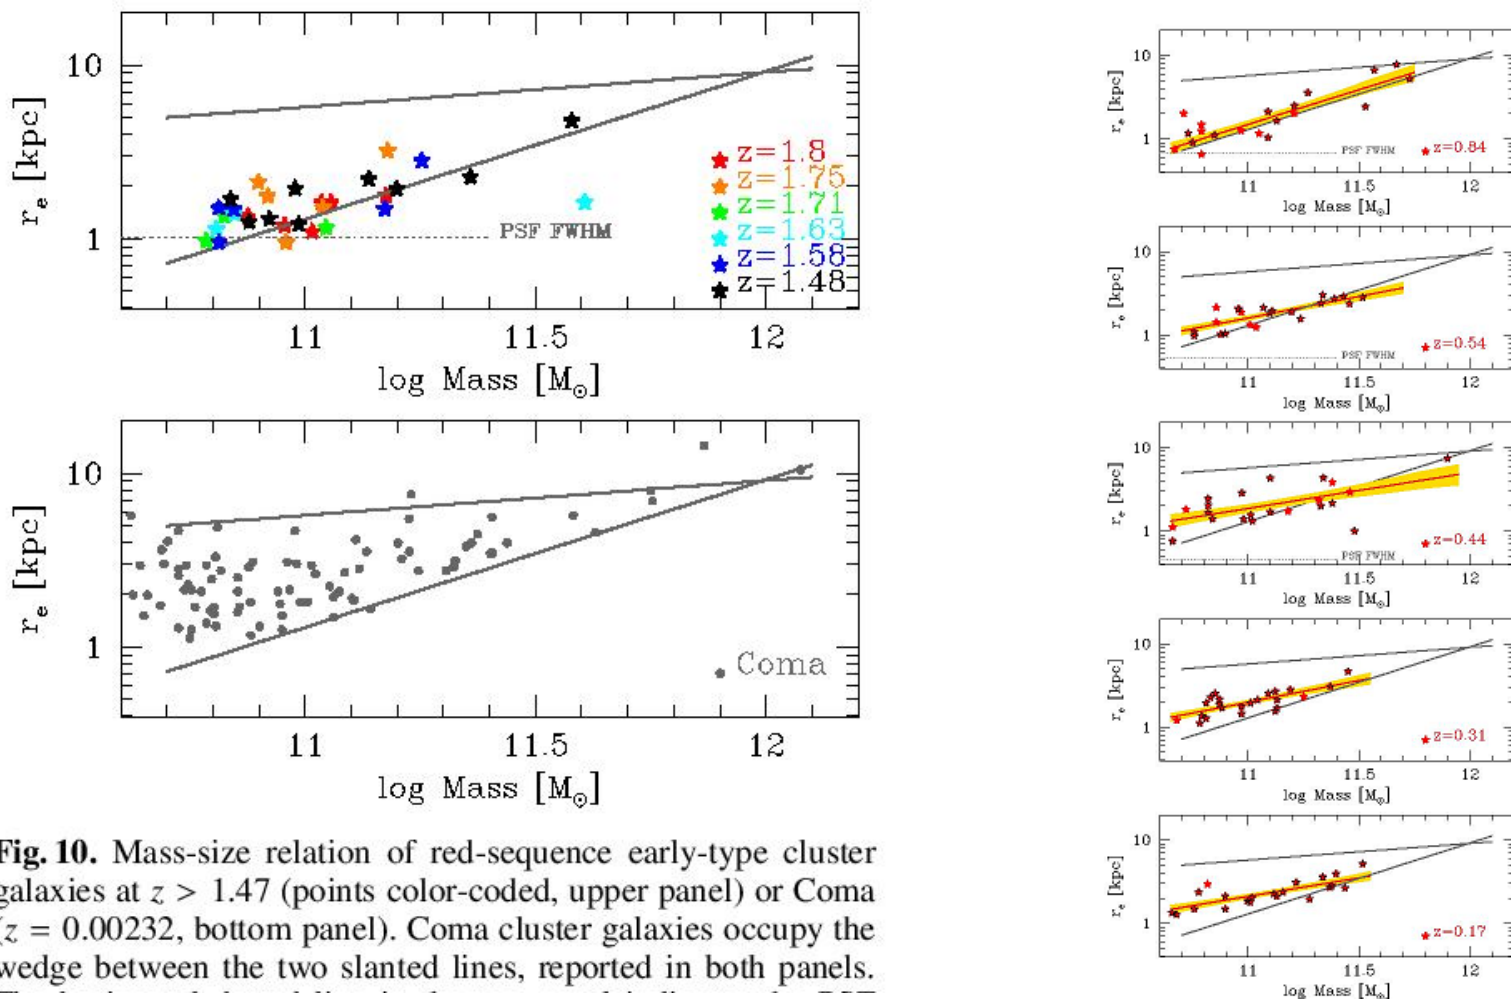 10
1
r_e [kpc]
z=1.8
z=1.75
z=1.71
z=1.63
z=1.58
z=1.48
PSF FWHM
11 11.5 12
log Mass [M⊙]
10
1
r_e [kpc]
Coma
11 11.5 12
log Mass [M⊙]
Fig. 10. Mass-size relation of red-sequence early-type cluster
galaxies at z > 1.47 (points color-coded, upper panel) or Coma
(z = 0.00232, bottom panel). Coma cluster galaxies occupy the
wedge between the two slanted lines, reported in both panels.
10
1
r_e [kpc]
PSF FWHM
z=0.84
11 11.5 12
log Mass [M⊙]
10
1
r_e [kpc]
PSF FWHM
z=0.54
11 11.5 12
log Mass [M⊙]
10
1
r_e [kpc]
PSF FWHM
z=0.44
11 11.5 12
log Mass [M⊙]
10
1
r_e [kpc]
z=0.31
11 11.5 12
log Mass [M⊙]
10
1
r_e [kpc]
z=0.17
11 11.5 12
log Mass [M⊙]